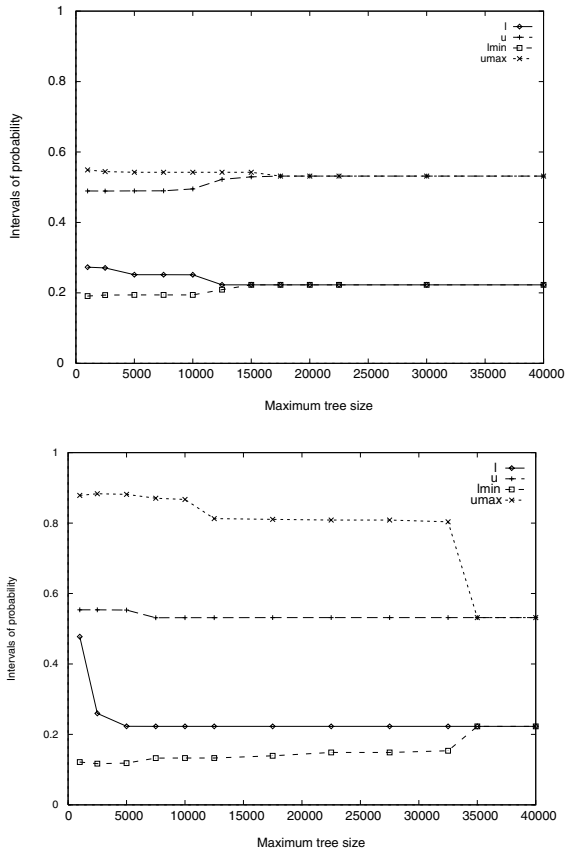 1
0.8
0.6
0.4
0.2
0
Intervals of probability
l
u
lmin
umax
0 5000 10000 15000 20000 25000 30000 35000 40000
Maximum tree size
1
0.8
0.6
0.4
0.2
0
Intervals of probability
l
u
lmin
umax
0 5000 10000 15000 20000 25000 30000 35000 40000
Maximum tree size